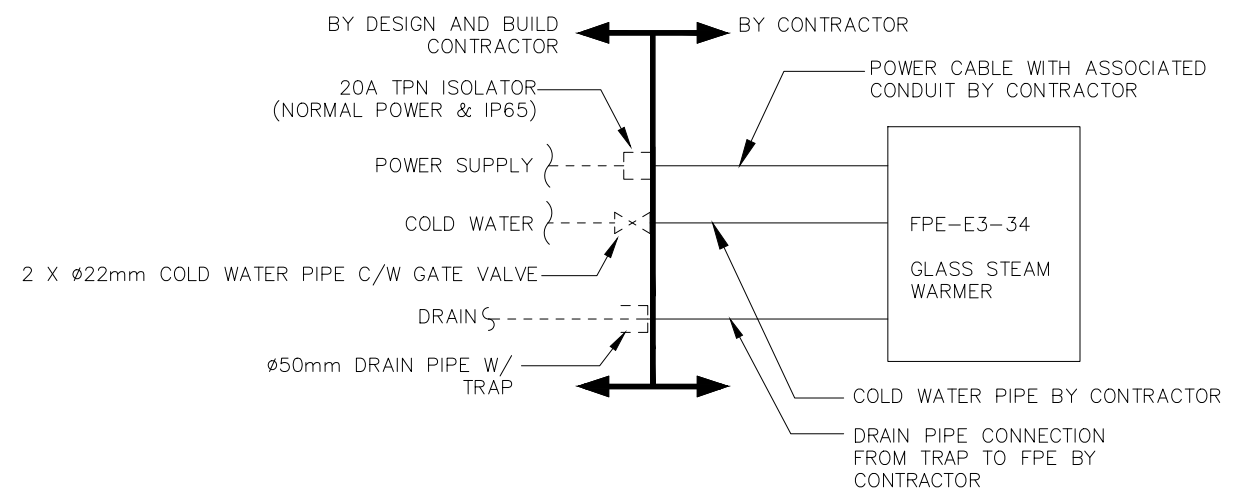 BY DESIGN AND BUILD
CONTRACTOR
BY CONTRACTOR
20A TPN ISOLATOR
(NORMAL POWER & IP65)
POWER CABLE WITH ASSOCIATED
CONDUIT BY CONTRACTOR
POWER SUPPLY
COLD WATER
2 X ø22mm COLD WATER PIPE C/W GATE VALVE
DRAIN
ø50mm DRAIN PIPE W/
TRAP
FPE-E3-34
GLASS STEAM
WARMER
COLD WATER PIPE BY CONTRACTOR
DRAIN PIPE CONNECTION
FROM TRAP TO FPE BY
CONTRACTOR